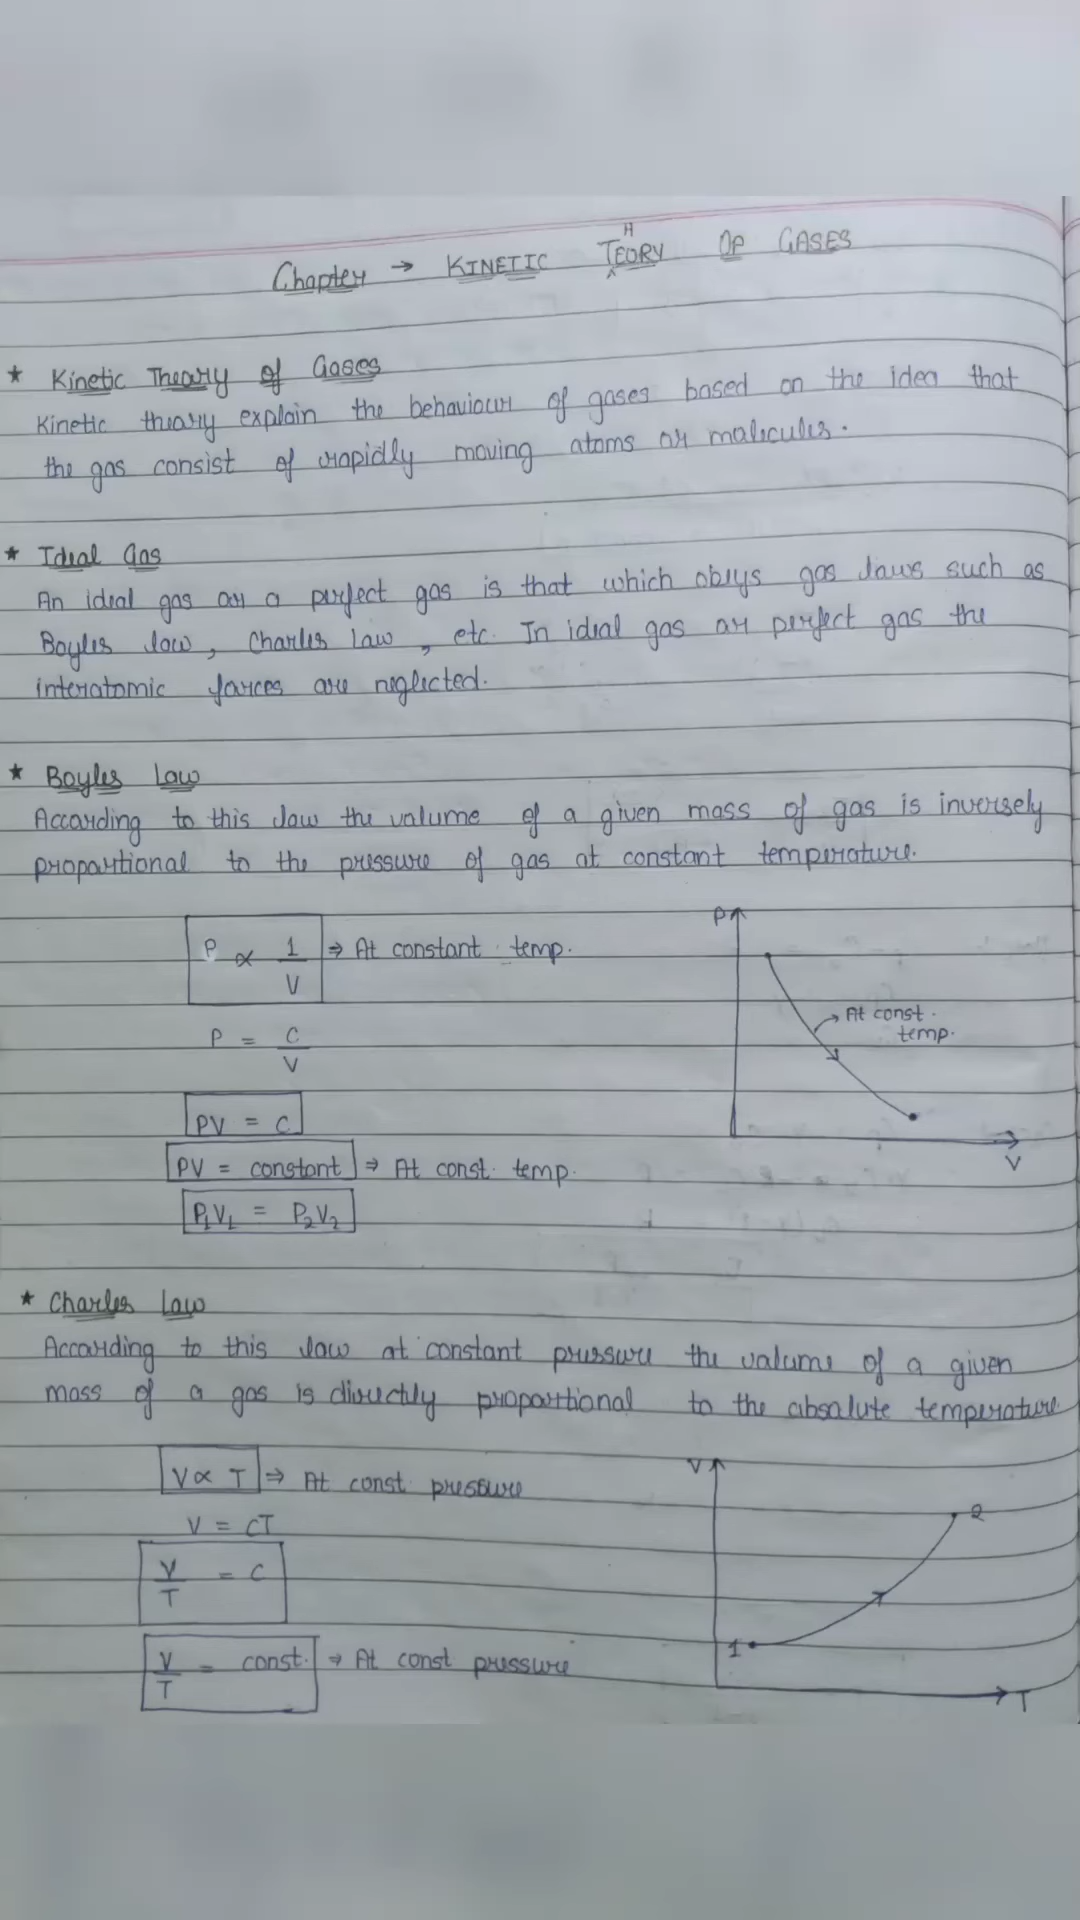 Chapter → KINETIC THEORY OF GASES
* Kinetic Theory of Gases
Kinetic theory explain the behaviour of gases based on the idea that
the gas consist of rapidly moving atoms or molecules.
* Ideal Gas
An ideal gas or a perfect gas is that which obeys gas laws such as
Boyles law, Charles law, etc. In ideal gas or perfect gas the
interatomic forces are neglected.
* Boyles Law
According to this law the volume of a given mass of gas is inversely
proportional to the pressure of gas at constant temperature.
P ∝ 1/V ⇒ At constant temp.
P = C/V
PV = C
PV = constant ⇒ At const. temp.
P₁V₁ = P₂V₂
P
At const.
temp.
V
* Charles Law
According to this law at constant pressure the volume of a given
mass of a gas is directly proportional to the absolute temperature
V ∝ T ⇒ At const. pressure
V = CT
V/T = C
V/T = const. ⇒ At const pressure
V
2
1
T